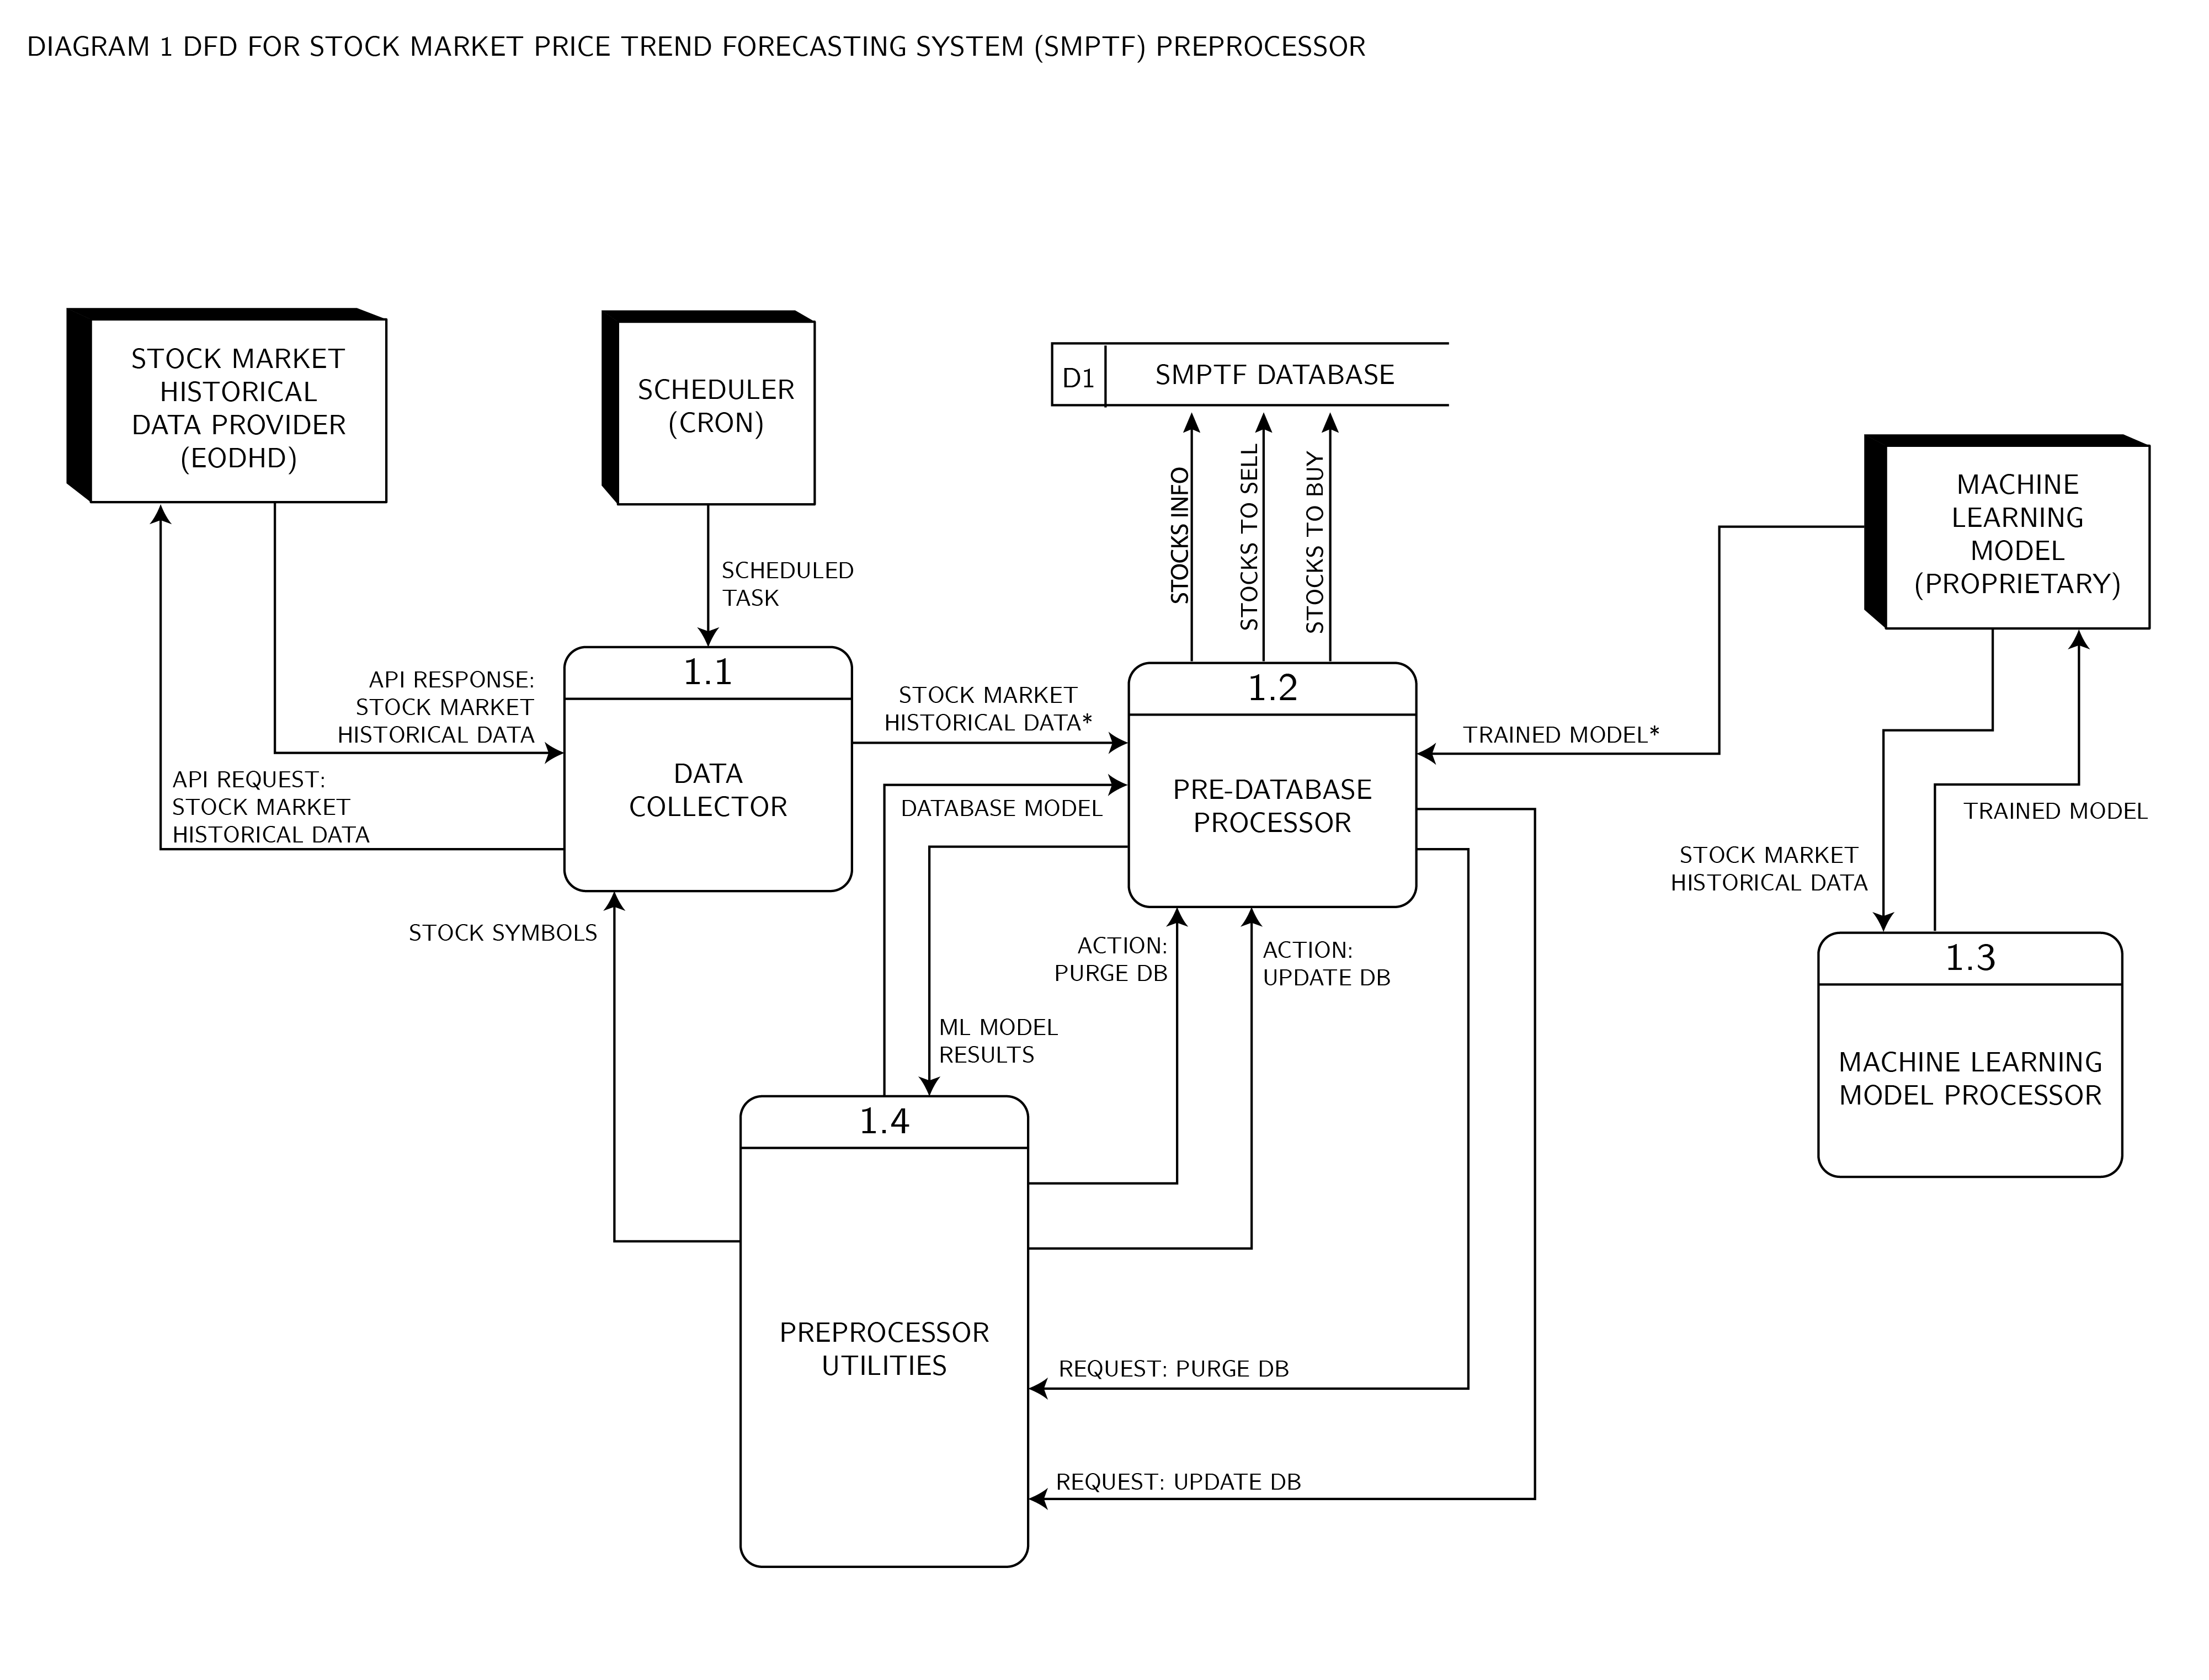 DIAGRAM 1 DFD FOR STOCK MARKET PRICE TREND FORECASTING SYSTEM (SMPTF) PREPROCESSOR
STOCK MARKET
HISTORICAL
DATA PROVIDER
(EODHD)
SCHEDULER
(CRON)
D1
SMPTF DATABASE
MACHINE
LEARNING
MODEL
(PROPRIETARY)
STOCKS INFO
STOCKS TO SELL
STOCKS TO BUY
SCHEDULED
TASK
API RESPONSE:
STOCK MARKET
HISTORICAL DATA
API REQUEST:
STOCK MARKET
HISTORICAL DATA
1.1
DATA
COLLECTOR
STOCK MARKET
HISTORICAL DATA*
DATABASE MODEL
1.2
PRE-DATABASE
PROCESSOR
TRAINED MODEL*
TRAINED MODEL
STOCK MARKET
HISTORICAL DATA
STOCK SYMBOLS
ACTION:
PURGE DB
ACTION:
UPDATE DB
ML MODEL
RESULTS
1.3
MACHINE LEARNING
MODEL PROCESSOR
1.4
PREPROCESSOR
UTILITIES
REQUEST: PURGE DB
REQUEST: UPDATE DB